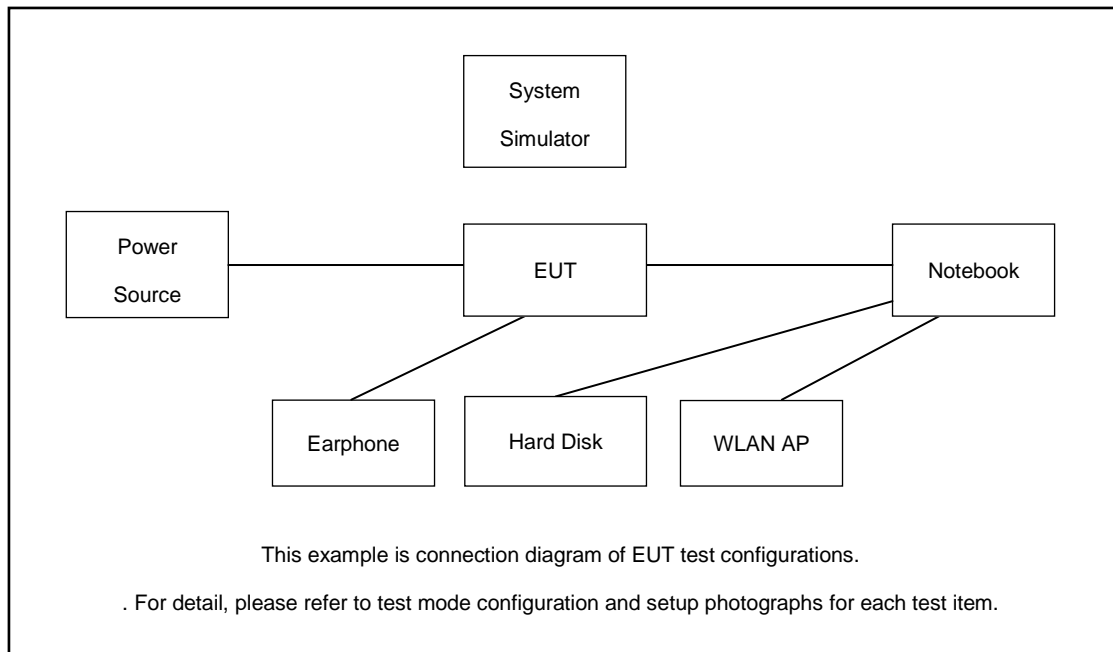 System
Simulator
Power
Source
EUT
Notebook
Earphone
Hard Disk
WLAN AP
This example is connection diagram of EUT test configurations.
. For detail, please refer to test mode configuration and setup photographs for each test item.